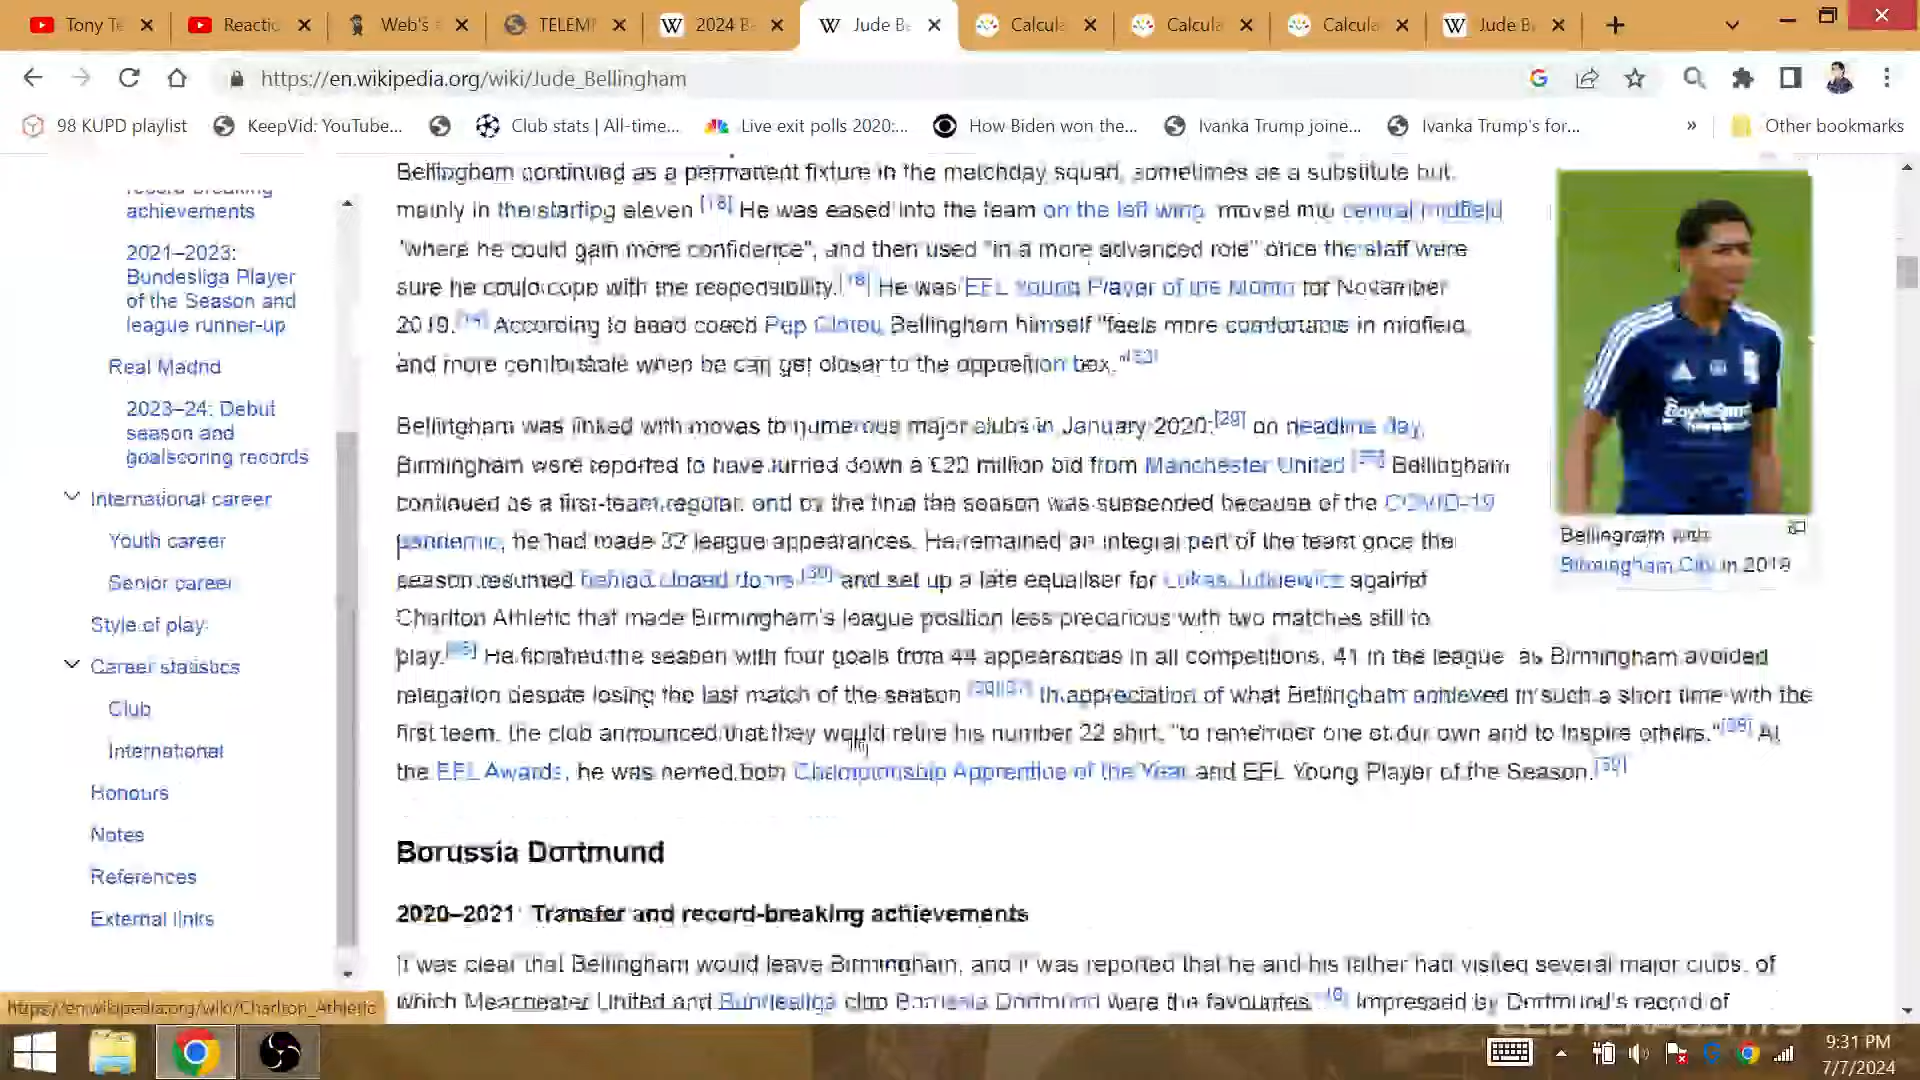 Tony Te
Reactio
Web's
TELEM
2024 B
Jude Be
Calcula
Calcula
Calcula
Jude Be
https://en.wikipedia.org/wiki/Jude_Bellingham
98 KUPD playlist
KeepVid: YouTube...
Club stats | All-time...
Live exit polls 2020:...
How Biden won the...
Ivanka Trump joine...
Ivanka Trump's for...
»
Other bookmarks
record-breaking
achievements
2021–2023:
Bundesliga Player
of the Season and
league runner-up
Real Madrid
2023–24: Debut
season and
goalscoring records
International career
Youth career
Senior career
Style of play
Career statistics
Club
International
Honours
Notes
References
External links
Bellingham continued as a permanent fixture in the matchday squad, sometimes as a substitute but
mainly in the starting eleven.[18] He was eased into the team on the left wing, moved into central midfield
"where he could gain more confidence", and then used "in a more advanced role" once the staff were
sure he could cope with the responsibility.[18] He was EFL Young Player of the Month for November
2019. According to head coach Pep Clotet, Bellingham himself "feels more comfortable in midfield,
and more comfortable when he can get closer to the opposition box."
Bellingham was linked with moves to numerous major clubs in January 2020; on deadline day,
Birmingham were reported to have turned down a £20 million bid from Manchester United. Bellingham
continued as a first-team regular, and by the time the season was suspended because of the COVID-19
pandemic, he had made 32 league appearances. He remained an integral part of the team once the
season resumed behind closed doors and set up a late equaliser for Lukas Jutkiewicz against
Charlton Athletic that made Birmingham's league position less precarious with two matches still to
play. He finished the season with four goals from 44 appearances in all competitions, 41 in the league, as Birmingham avoided
relegation despite losing the last match of the season. In appreciation of what Bellingham achieved in such a short time with the
first team, the club announced that they would retire his number 22 shirt, "to remember one of our own and to inspire others." At
the EFL Awards, he was named both Championship Apprentice of the Year and EFL Young Player of the Season.
Bellingham with
Birmingham City in 2019
Borussia Dortmund
2020–2021: Transfer and record-breaking achievements
It was clear that Bellingham would leave Birmingham, and it was reported that he and his father had visited several major clubs, of
which Manchester United and Bundesliga club Borussia Dortmund were the favourites. Impressed by Dortmund's record of
https://en.wikipedia.org/wiki/Charlton_Athletic
9:31 PM
7/7/2024